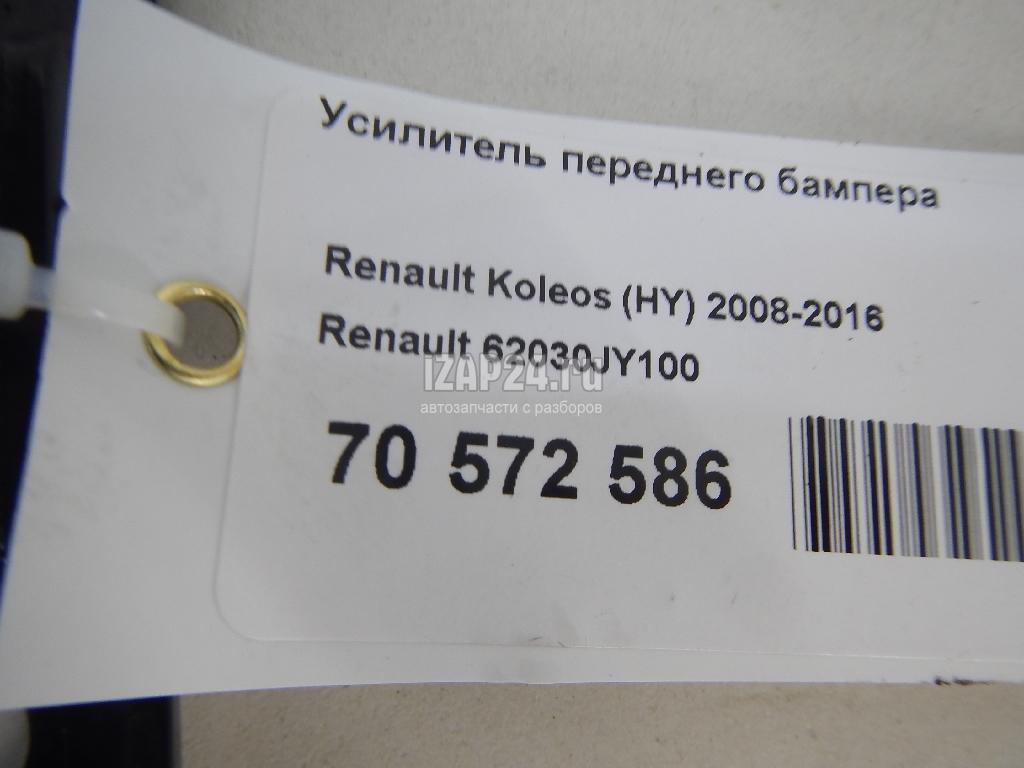 Усилитель переднего бампера
Renault Koleos (HY) 2008-2016
Renault 62030JY100
iZAP24.ru
автозапчасти с разборов
70 572 586